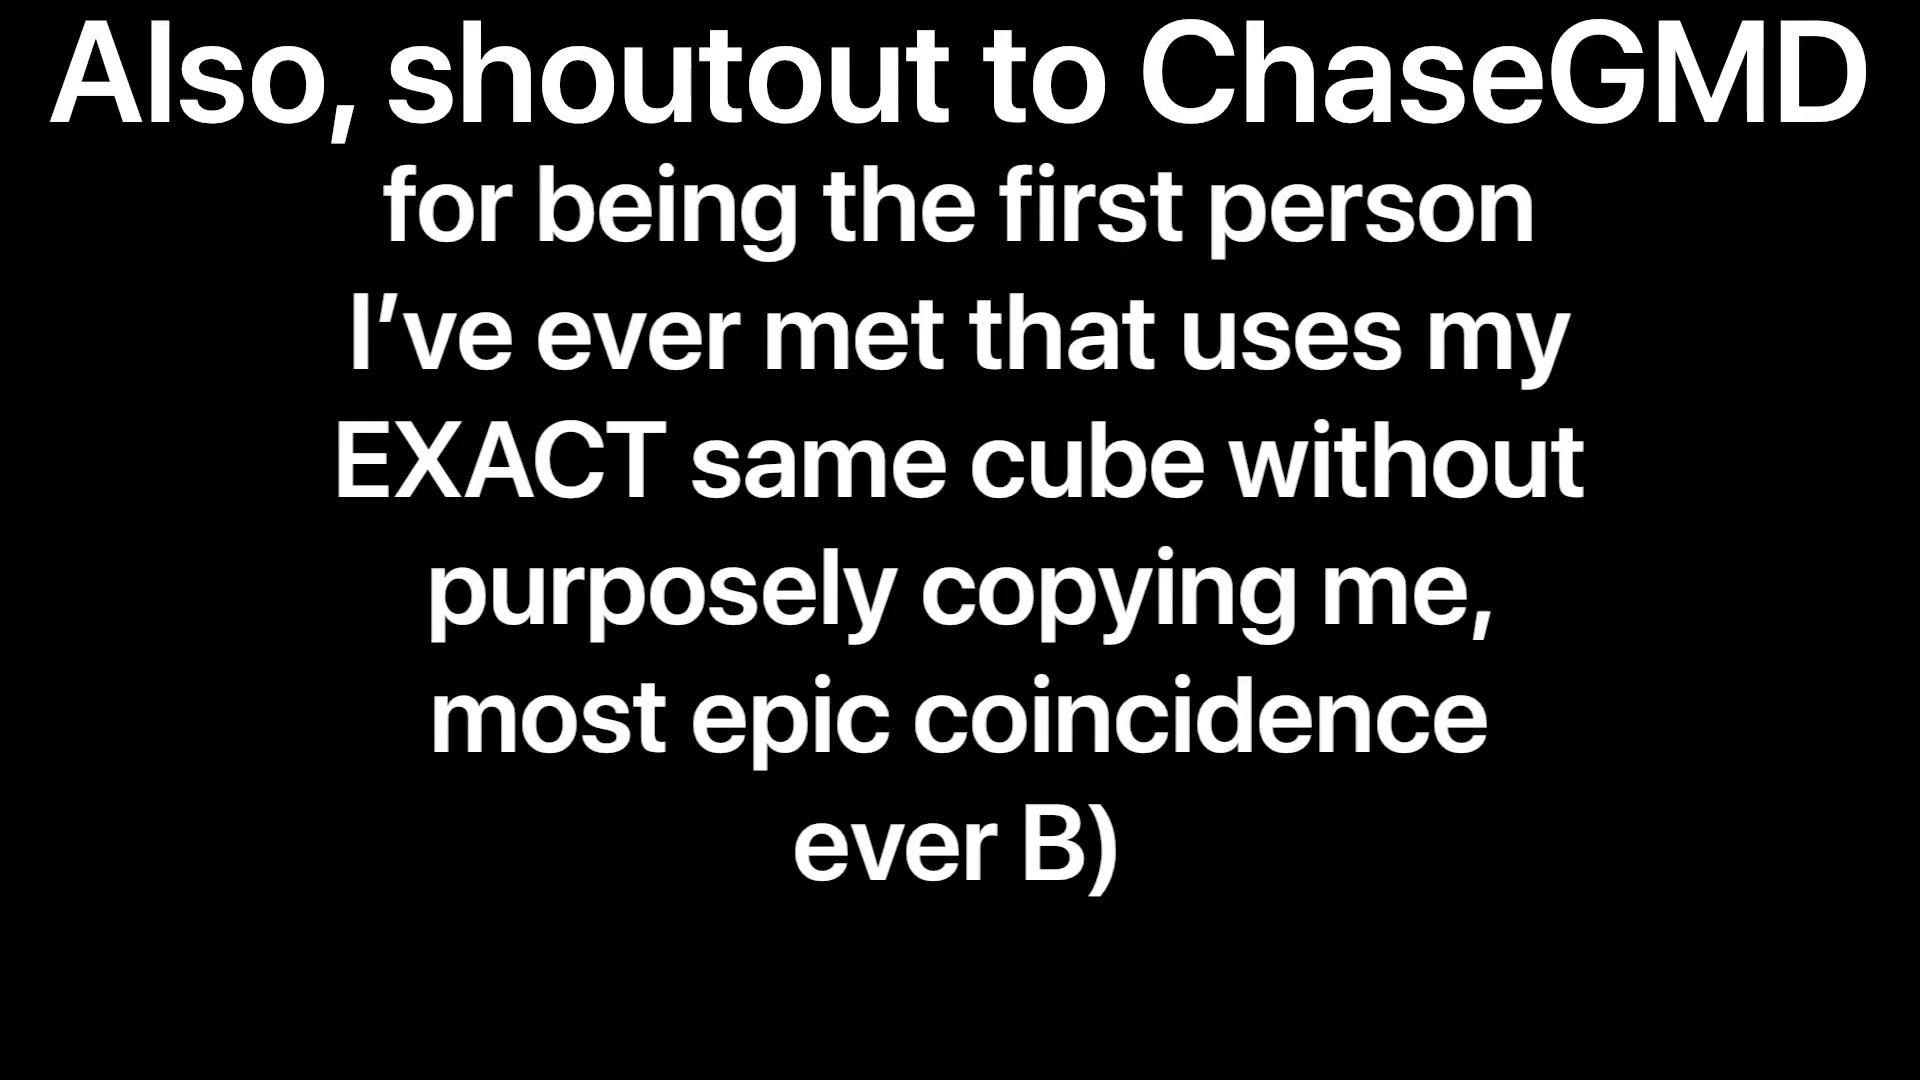 Also, shoutout to ChaseGMD
for being the first person
I’ve ever met that uses my
EXACT same cube without
purposely copying me,
most epic coincidence
ever B)